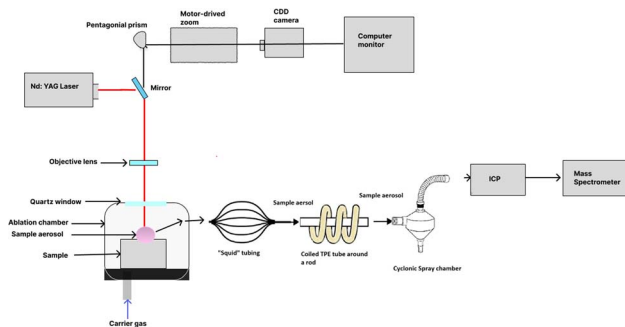 Pentagonial prism
Motor-drived
zoom
CDD
camera
Computer
monitor
Nd: YAG Laser
Mirror
Objective lens
Quartz window
Ablation chamber
Sample aerosol
Sample
Carrier gas
"Squid" tubing
Sample aersol
Coiled TPE tube around
a rod
Sample aerosol
Cyclonic Spray chamber
ICP
Mass
Spectrometer